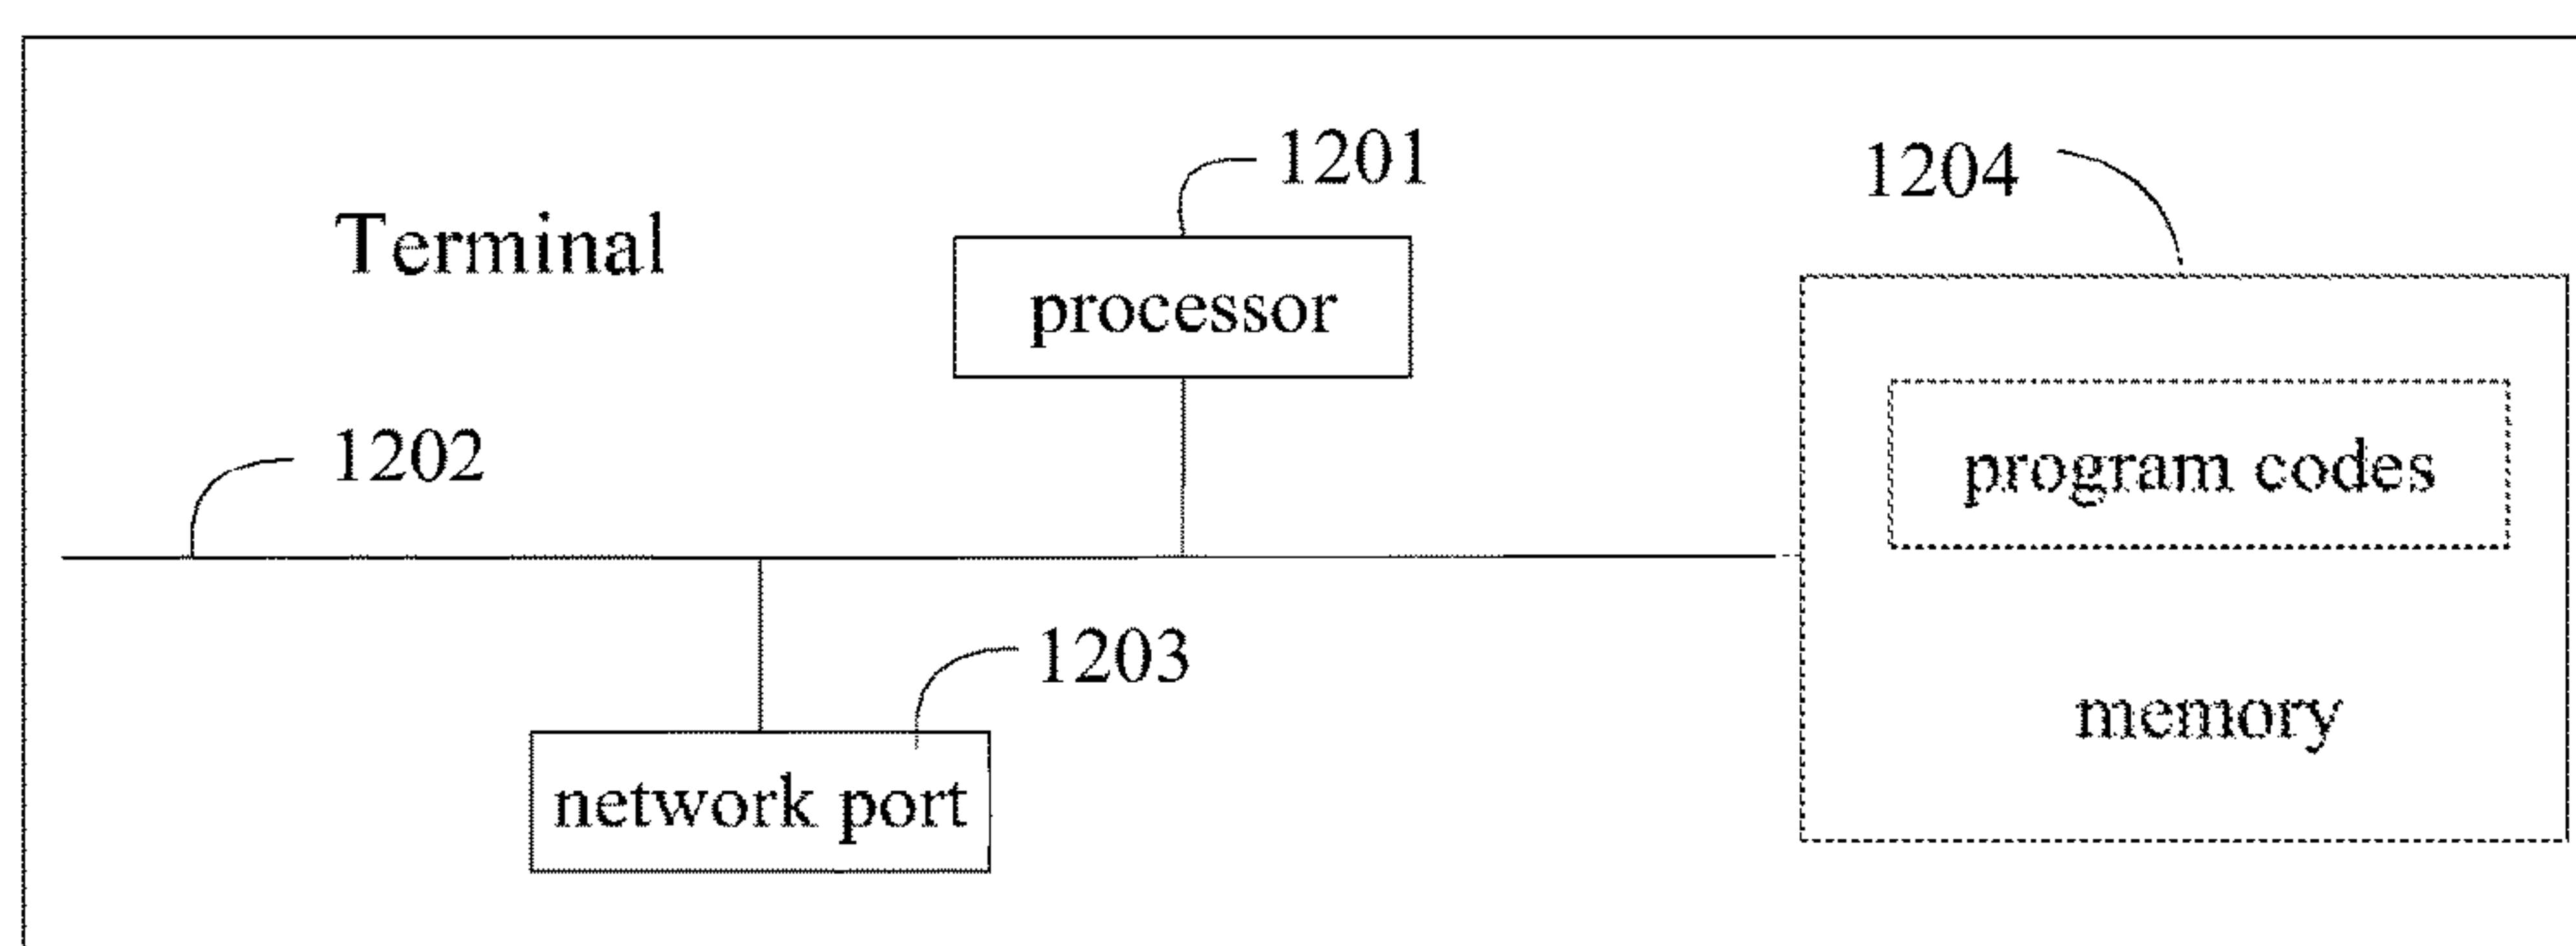 1201
1204
Terminal
processor
1202
program codes
1203
memory
network port